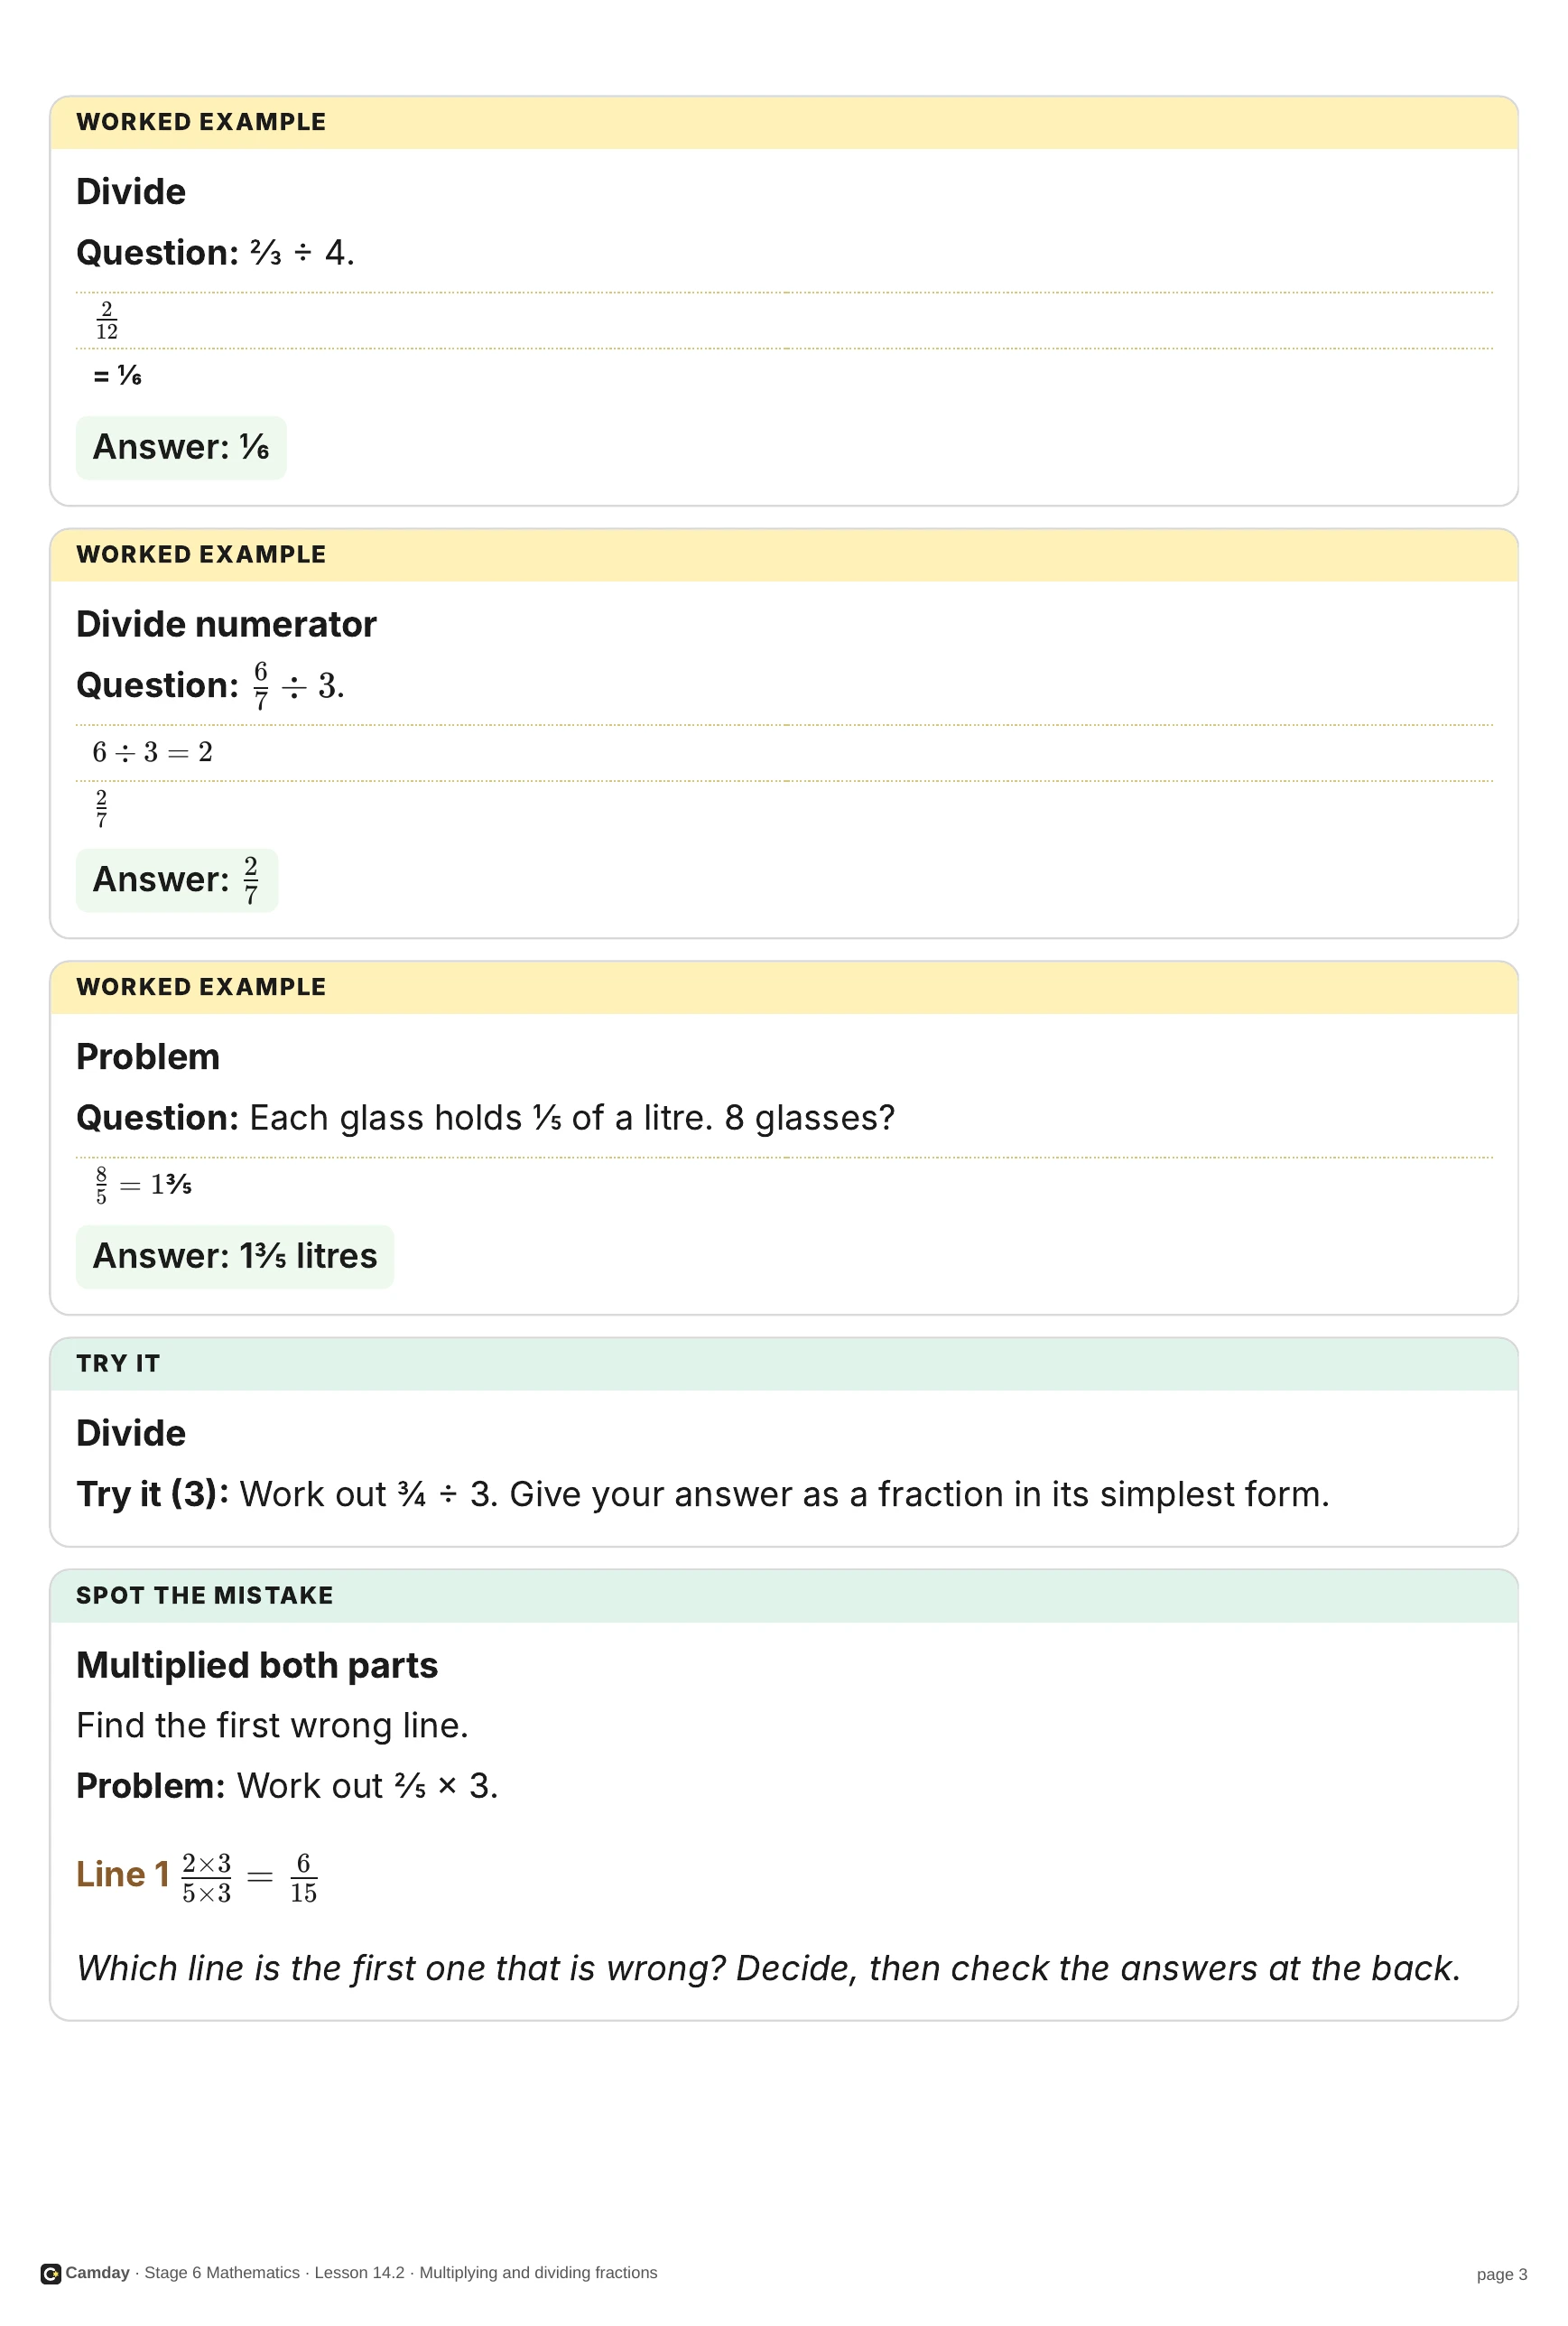 WORKED EXAMPLE
Divide
Question: ⅔ ÷ 4.
2/12
= ⅙
Answer: ⅙
WORKED EXAMPLE
Divide numerator
Question: 6/7 ÷ 3.
6 ÷ 3 = 2
2/7
Answer: 2/7
WORKED EXAMPLE
Problem
Question: Each glass holds ⅕ of a litre. 8 glasses?
8/5 = 1⅗
Answer: 1⅗ litres
TRY IT
Divide
Try it (3): Work out ¾ ÷ 3. Give your answer as a fraction in its simplest form.
SPOT THE MISTAKE
Multiplied both parts
Find the first wrong line.
Problem: Work out ⅖ × 3.
Line 1 2×3/5×3 = 6/15
Which line is the first one that is wrong? Decide, then check the answers at the back.
Camday · Stage 6 Mathematics · Lesson 14.2 · Multiplying and dividing fractions
page 3